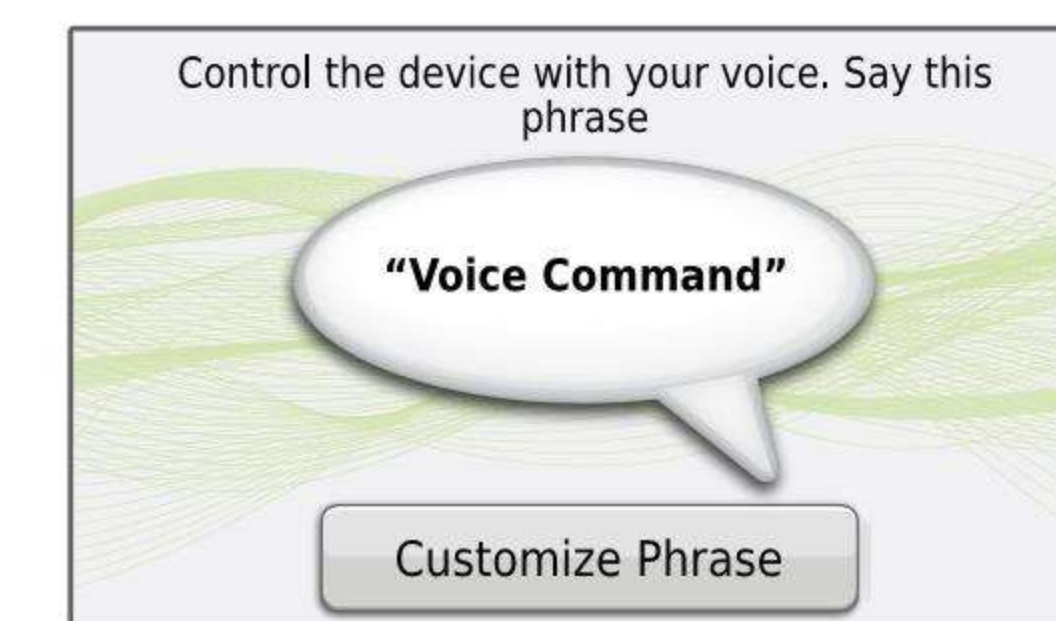 Control the device with your voice. Say this
phrase
“Voice Command”
Customize Phrase